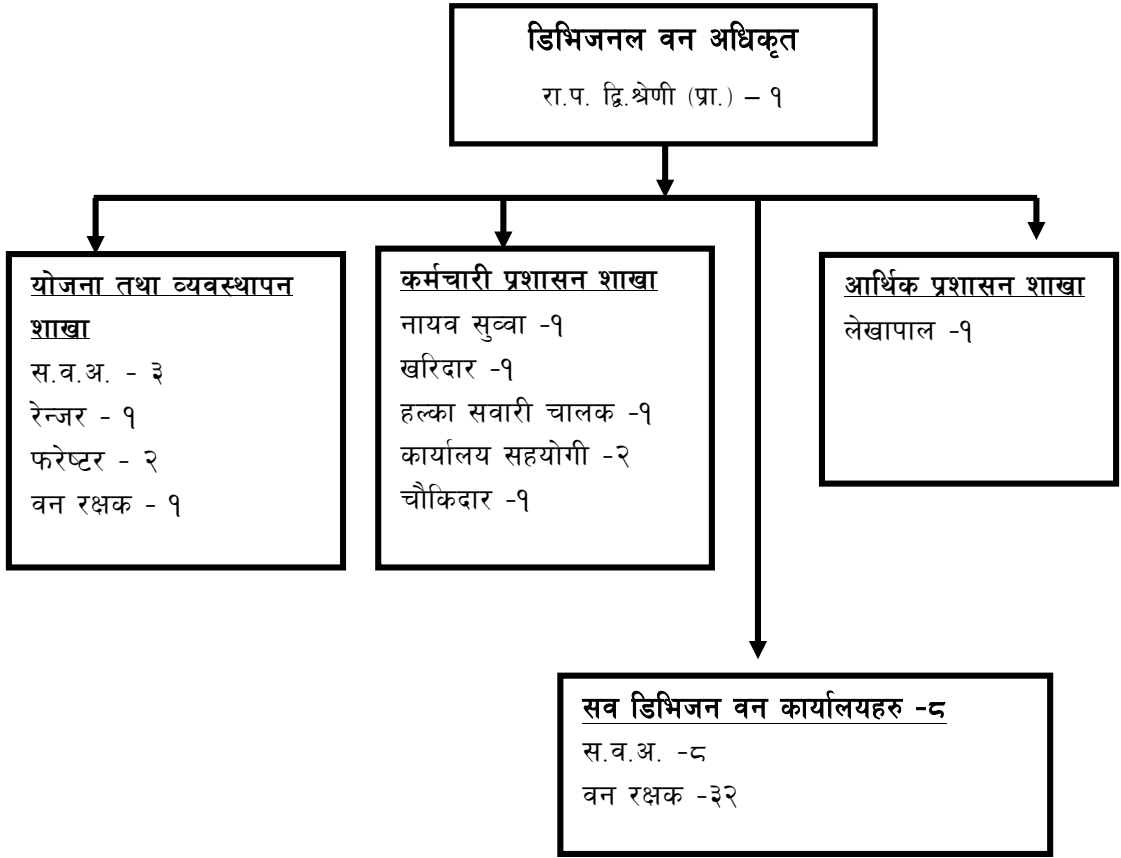 डिभिजनल वन अधिकृत
रा.प. द्वि.श्रेणी (प्रा.) – १
योजना तथा व्यवस्थापन
शाखा
स.व.अ. - ३
रेन्जर - १
फरेष्टर - २
वन रक्षक - १
कर्मचारी प्रशासन शाखा
नायव सुव्वा -१
खरिदार -१
हल्का सवारी चालक -१
कार्यालय सहयोगी -२
चौकिदार -१
आर्थिक प्रशासन शाखा
लेखापाल -१
सव डिभिजन वन कार्यालयहरु -८
स.व.अ. -८
वन रक्षक -३२